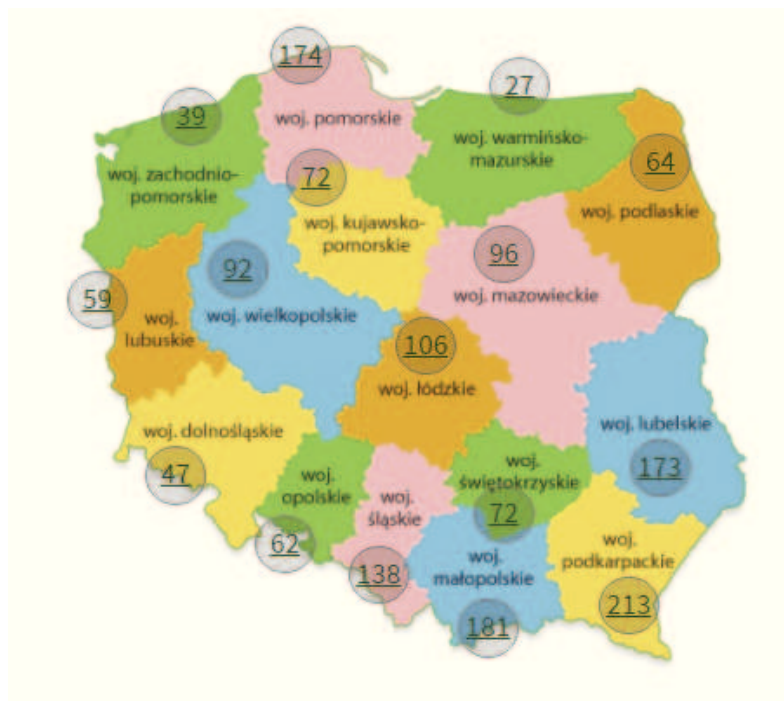 174
27
39
woj. pomorskie
woj. warmińsko-
mazurskie
64
72
woj. zachodnio-
pomorskie
woj. podlaskie
woj. kujawsko-
pomorskie
96
92
woj. mazowieckie
59
woj. wielkopolskie
woj.
lubuskie
106
woj. łódzkie
woj. dolnośląskie
woj. lubelskie
173
47
woj.
opolskie
woj.
świętokrzyskie
woj.
śląskie
72
62
woj.
małopolskie
woj.
podkarpackie
138
213
181